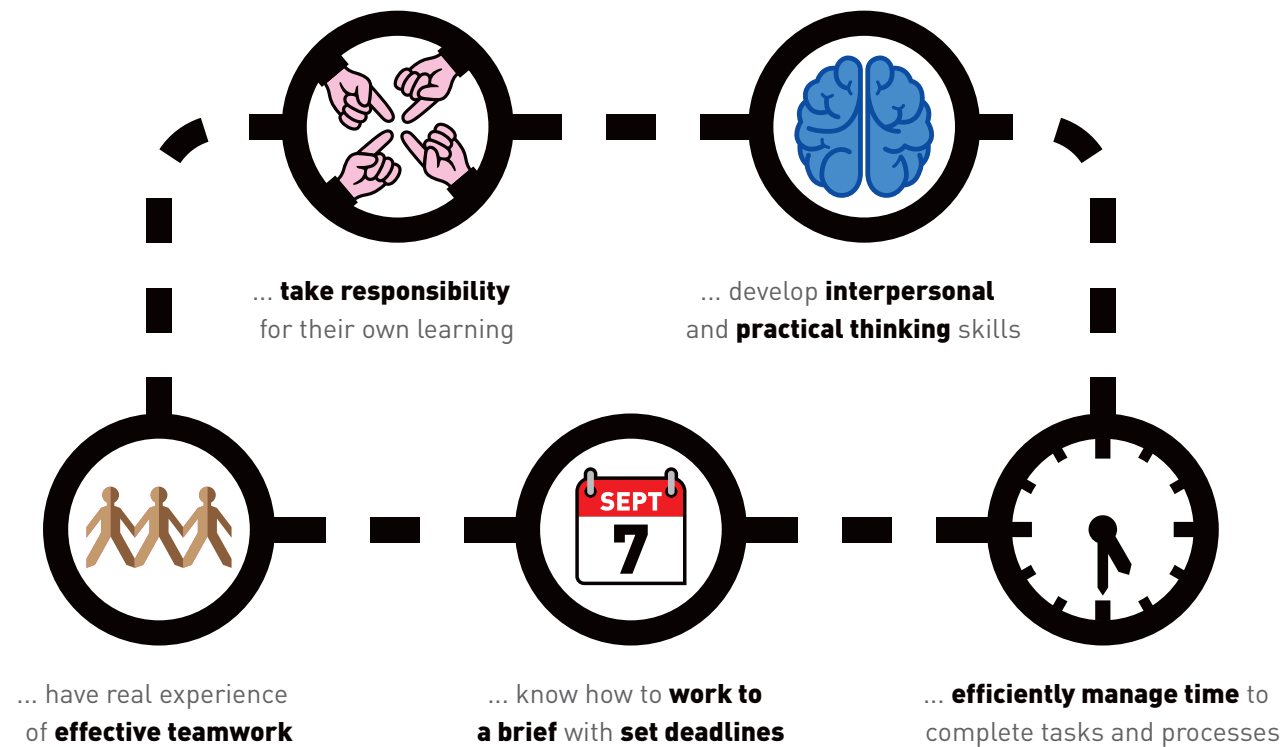 ... take responsibility
for their own learning
... develop interpersonal
and practical thinking skills
SEPT
7
... have real experience
of effective teamwork
... know how to work to
a brief with set deadlines
... efficiently manage time to
complete tasks and processes